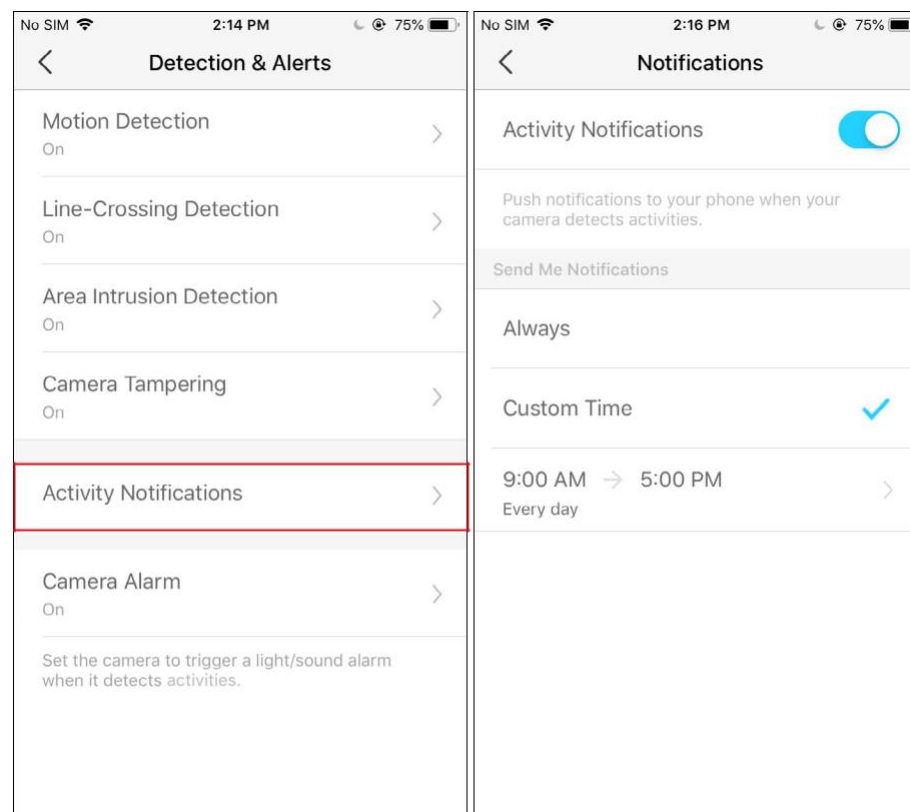 No SIM 2:14 PM 75%
Detection & Alerts
Motion Detection
On
Line-Crossing Detection
On
Area Intrusion Detection
On
Camera Tampering
On
Activity Notifications
Camera Alarm
On
Set the camera to trigger a light/sound alarm
when it detects activities.
No SIM 2:16 PM 75%
Notifications
Activity Notifications
Push notifications to your phone when your
camera detects activities.
Send Me Notifications
Always
Custom Time
9:00 AM → 5:00 PM
Every day